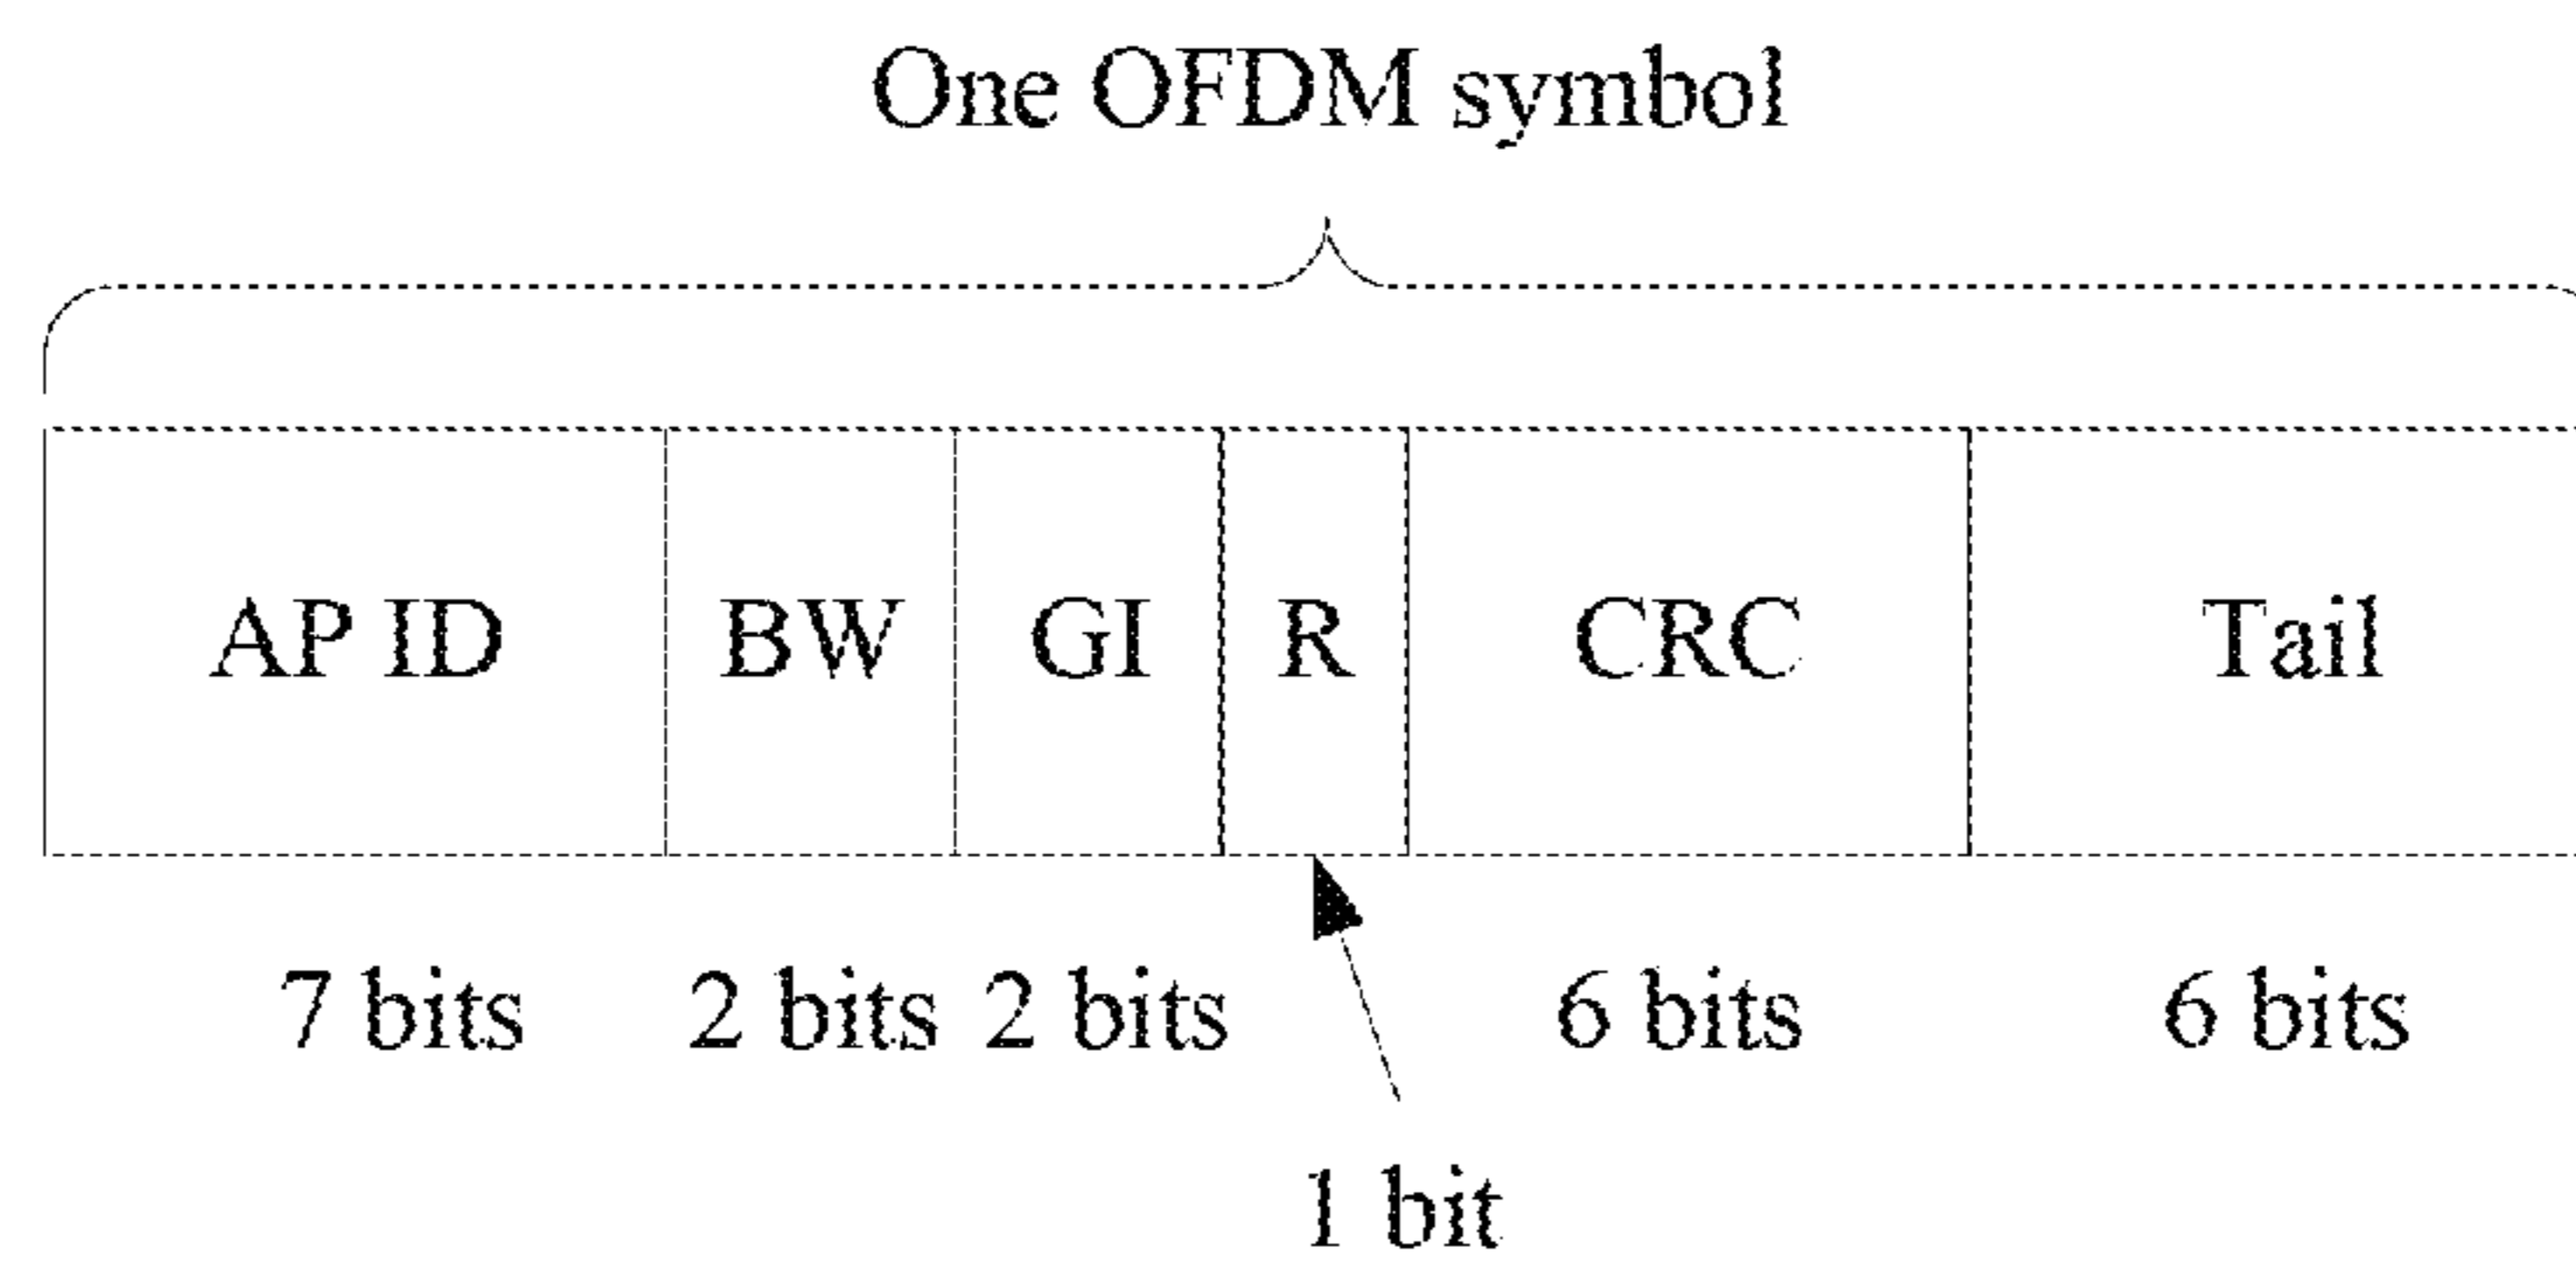 One OFDM symbol
AP ID BW GI R CRC Tail
7 bits 2 bits 2 bits 6 bits 6 bits
1 bit